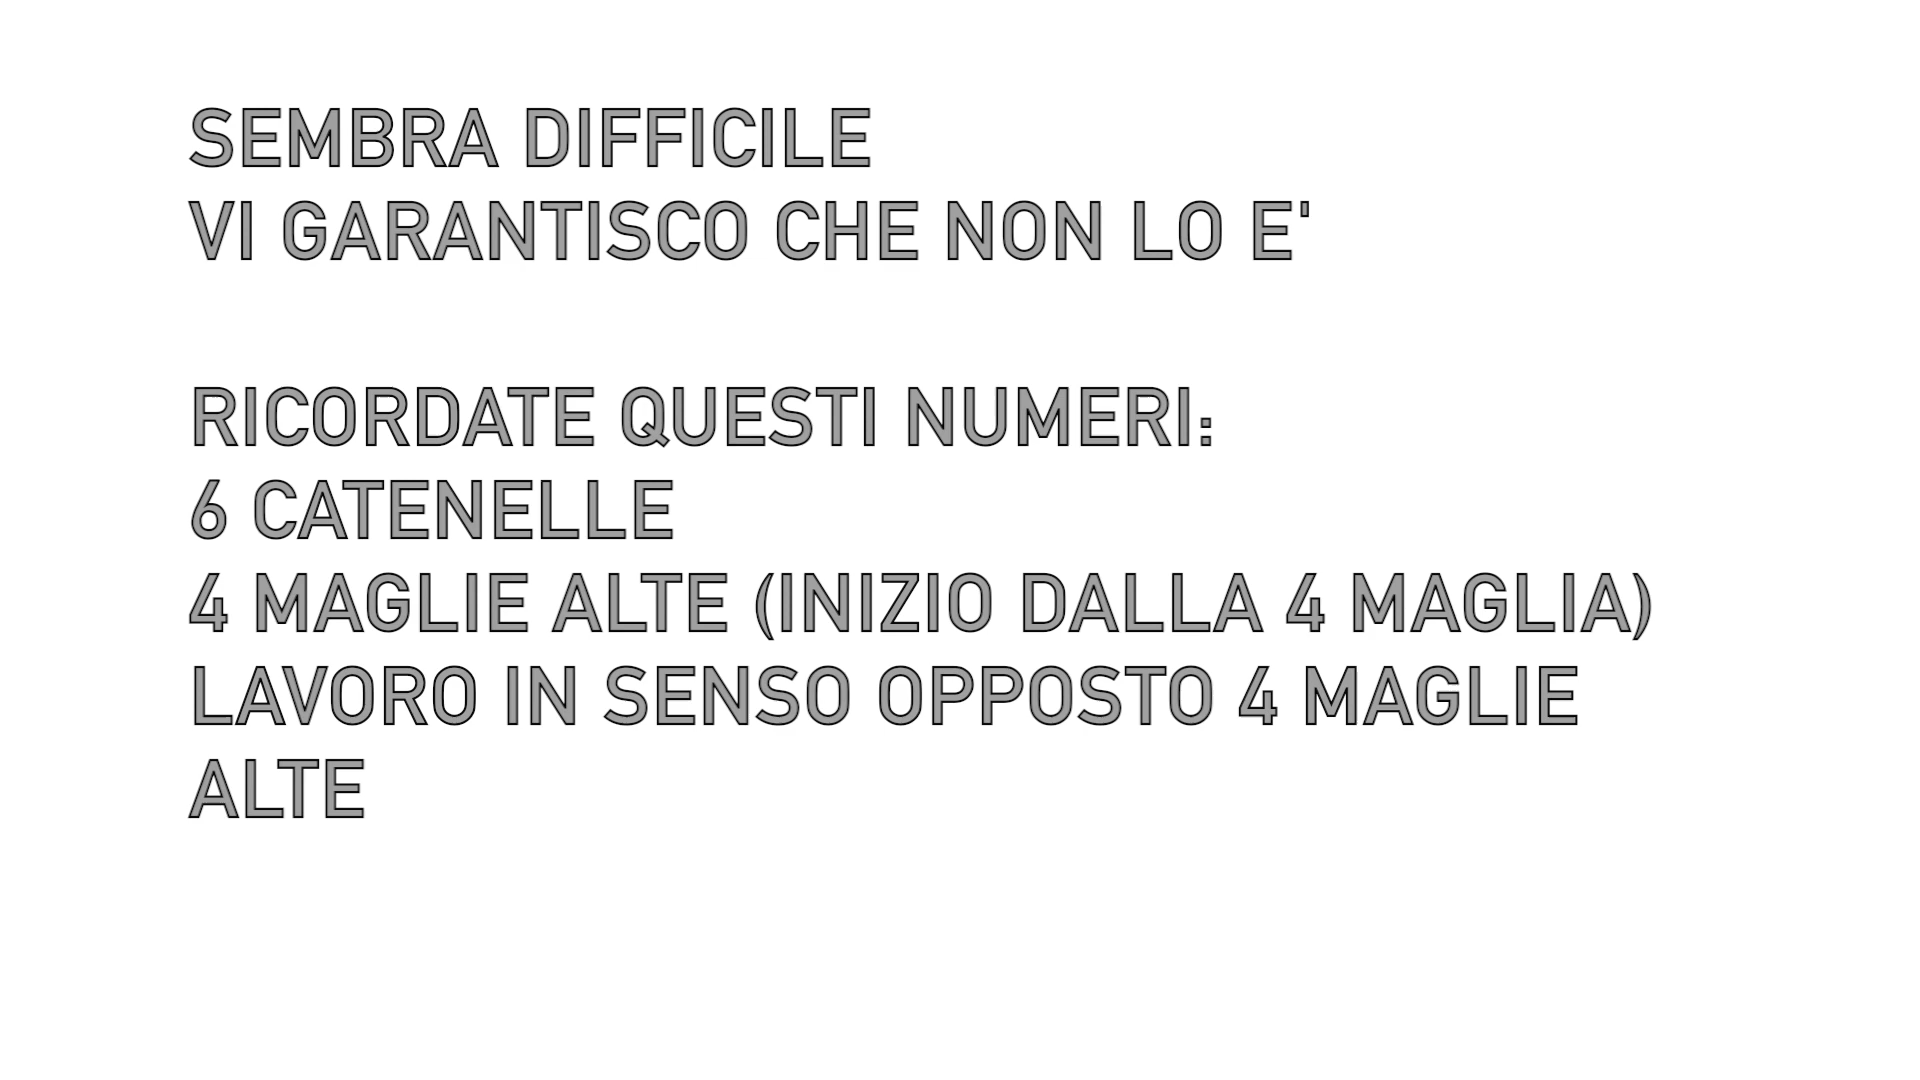 SEMBRA DIFFICILE
VI GARANTISCO CHE NON LO E'
RICORDATE QUESTI NUMERI:
6 CATENELLE
4 MAGLIE ALTE (INIZIO DALLA 4 MAGLIA)
LAVORO IN SENSO OPPOSTO 4 MAGLIE
ALTE